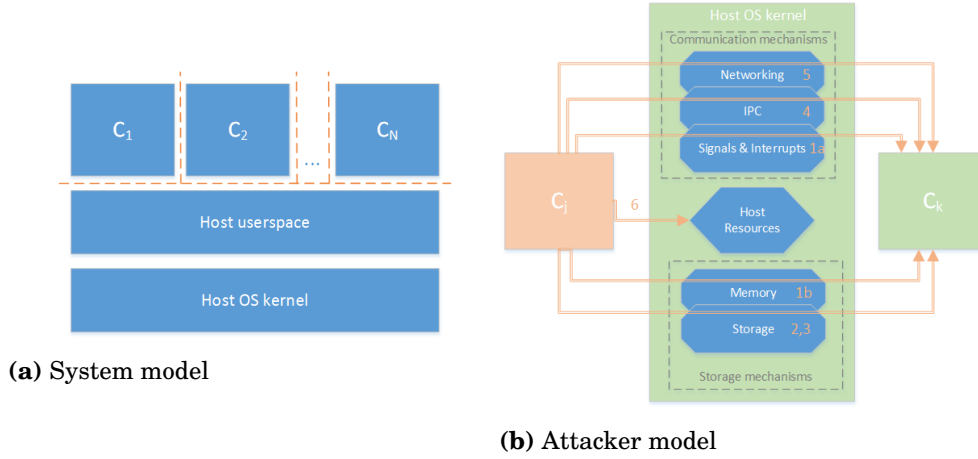 C1
C2
...
CN
Host userspace
Host OS kernel
(a) System model
Host OS kernel
Communication mechanisms
Networking 5
IPC 4
Signals & Interrupts 1a
Cj
6
Host
Resources
Ck
Memory 1b
Storage 2,3
Storage mechanisms
(b) Attacker model